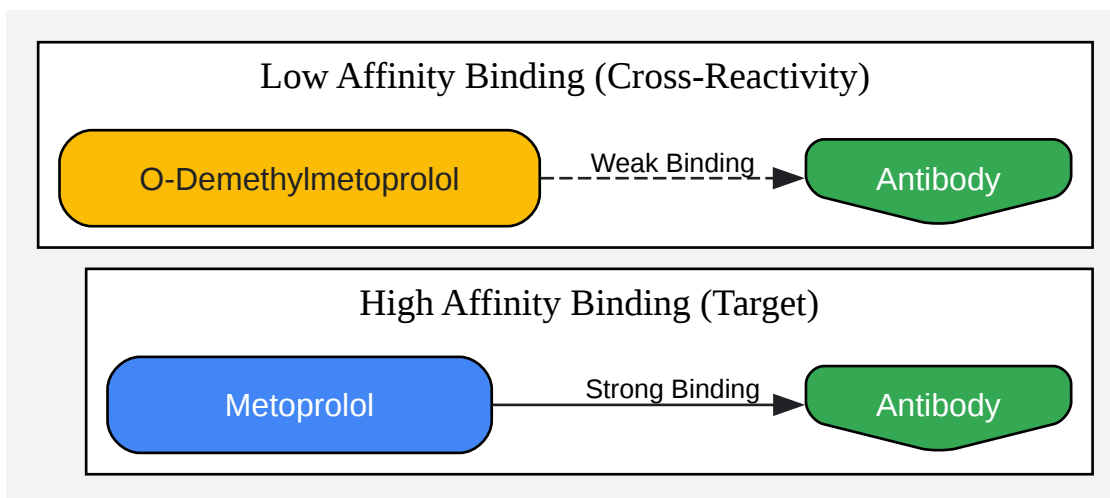 Low Affinity Binding (Cross-Reactivity)
O-Demethylmetoprolol
Weak Binding
Antibody
High Affinity Binding (Target)
Metoprolol
Strong Binding
Antibody